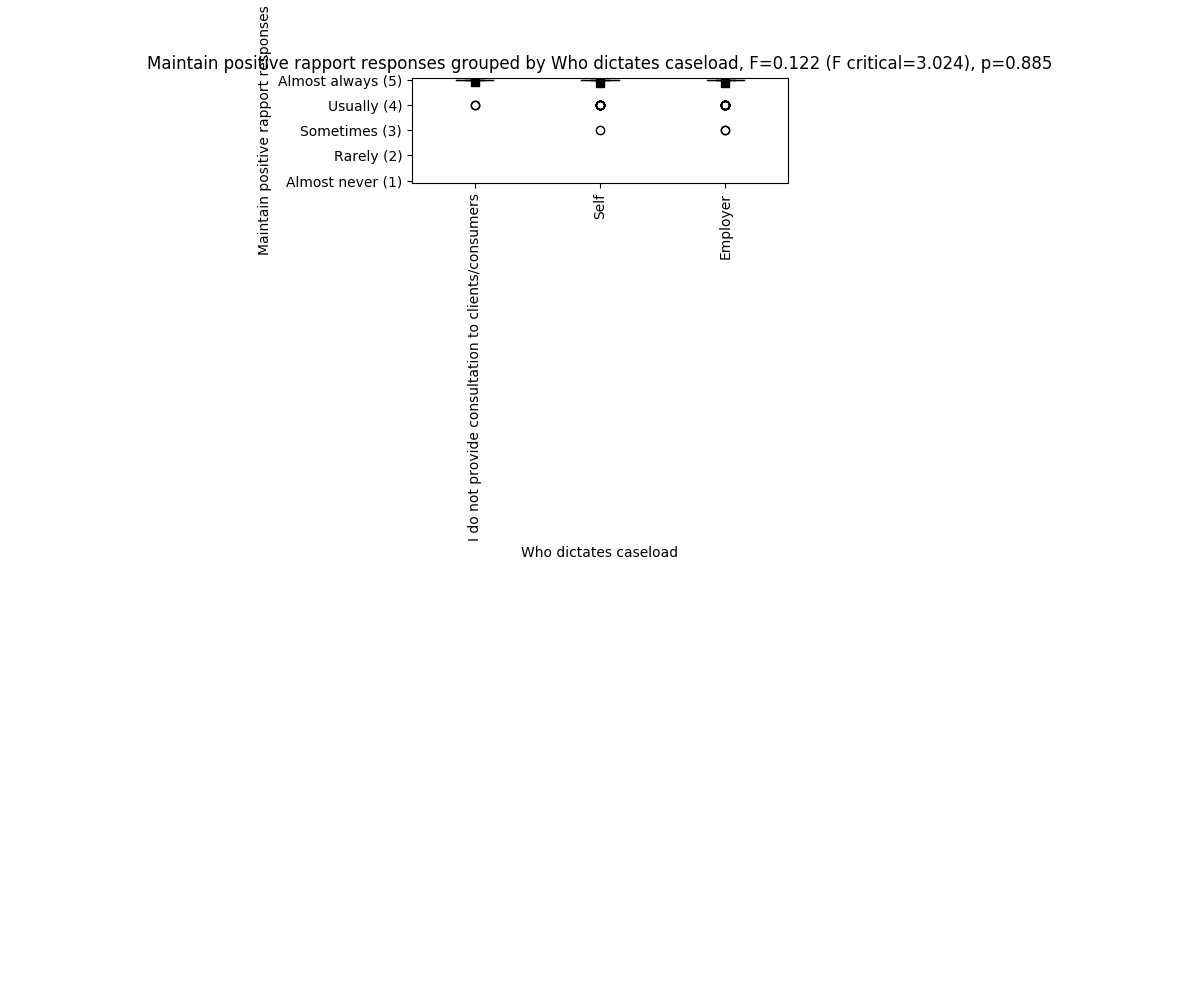 Maintain positive rapport responses grouped by Who dictates caseload, F=0.122 (F critical=3.024), p=0.885
Maintain positive rapport responses
Almost always (5)
Usually (4)
Sometimes (3)
Rarely (2)
Almost never (1)
I do not provide consultation to clients/consumers
Self
Employer
Who dictates caseload